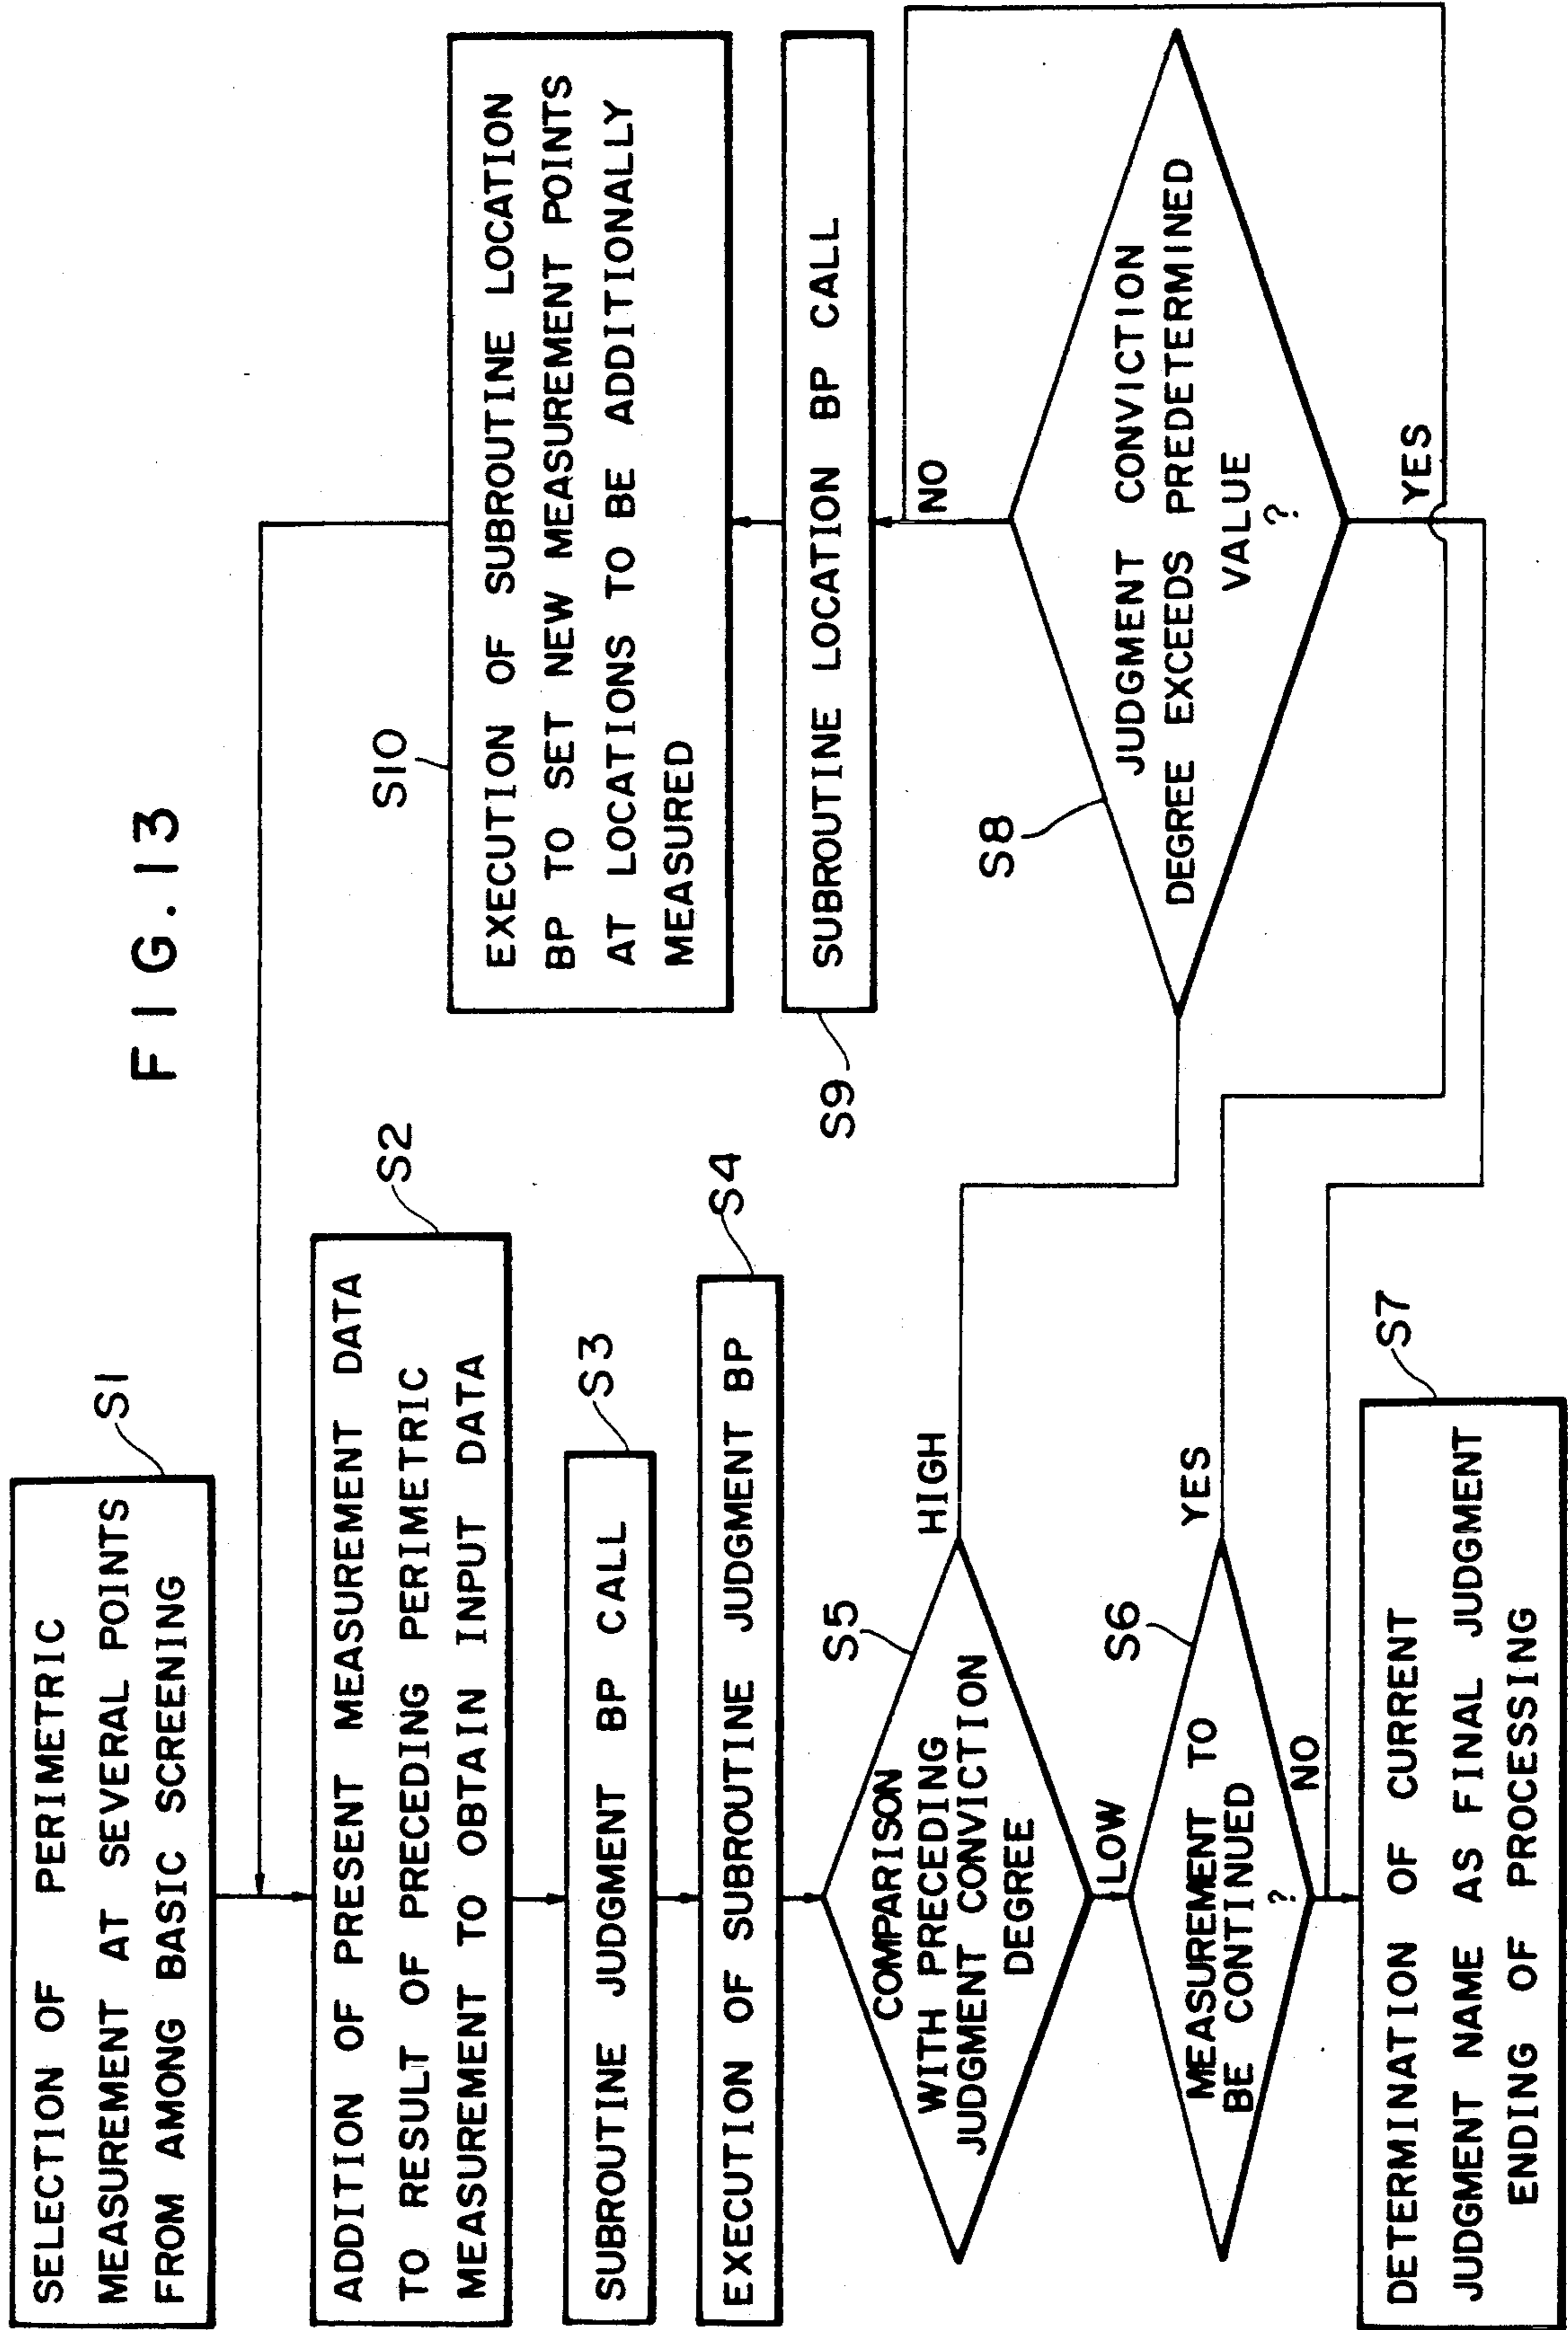 FIG.13
SELECTION OF PERIMETRIC
MEASUREMENT AT SEVERAL POINTS
FROM AMONG BASIC SCREENING
S1
ADDITION OF PRESENT MEASUREMENT DATA
TO RESULT OF PRECEDING PERIMETRIC
MEASUREMENT TO OBTAIN INPUT DATA
S2
SUBROUTINE JUDGMENT BP CALL
S3
EXECUTION OF SUBROUTINE JUDGMENT BP
S4
COMPARISON
WITH PRECEDING
JUDGMENT CONVICTION
DEGREE
S5
HIGH
LOW
MEASUREMENT TO
BE CONTINUED
?
S6
YES
NO
DETERMINATION OF CURRENT
JUDGMENT NAME AS FINAL JUDGMENT
ENDING OF PROCESSING
S7
S10
EXECUTION OF SUBROUTINE LOCATION
BP TO SET NEW MEASUREMENT POINTS
AT LOCATIONS TO BE ADDITIONALLY
MEASURED
SUBROUTINE LOCATION BP CALL
S9
NO
S8
JUDGMENT CONVICTION
DEGREE EXCEEDS PREDETERMINED
VALUE
?
YES